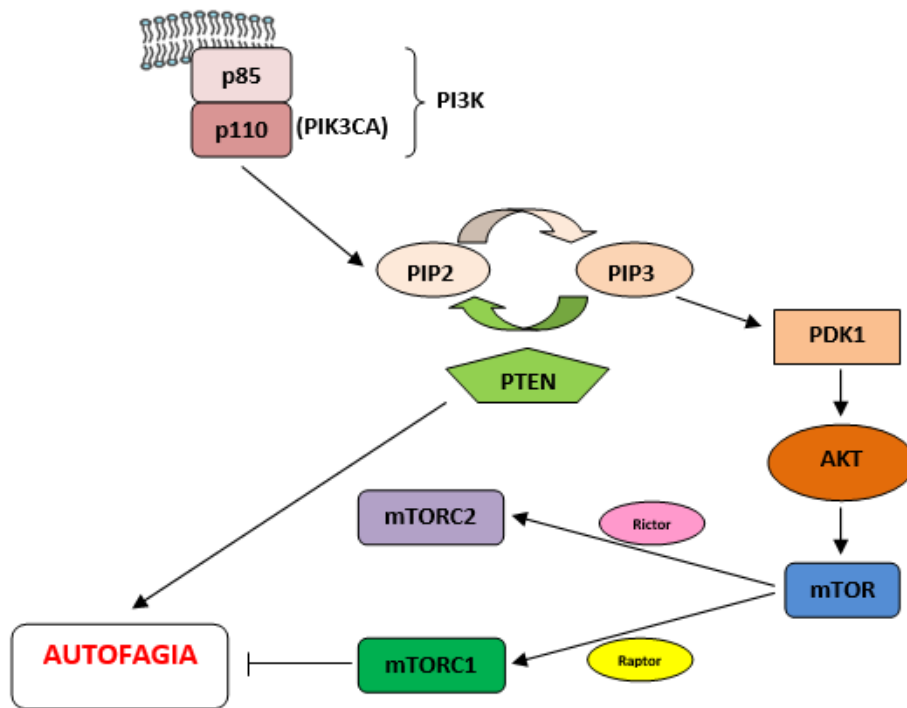 p85
PI3K
p110 (PIK3CA)
PIP2
PIP3
PDK1
PTEN
AKT
mTORC2
Rictor
mTOR
AUTOFAGIA
mTORC1
Raptor